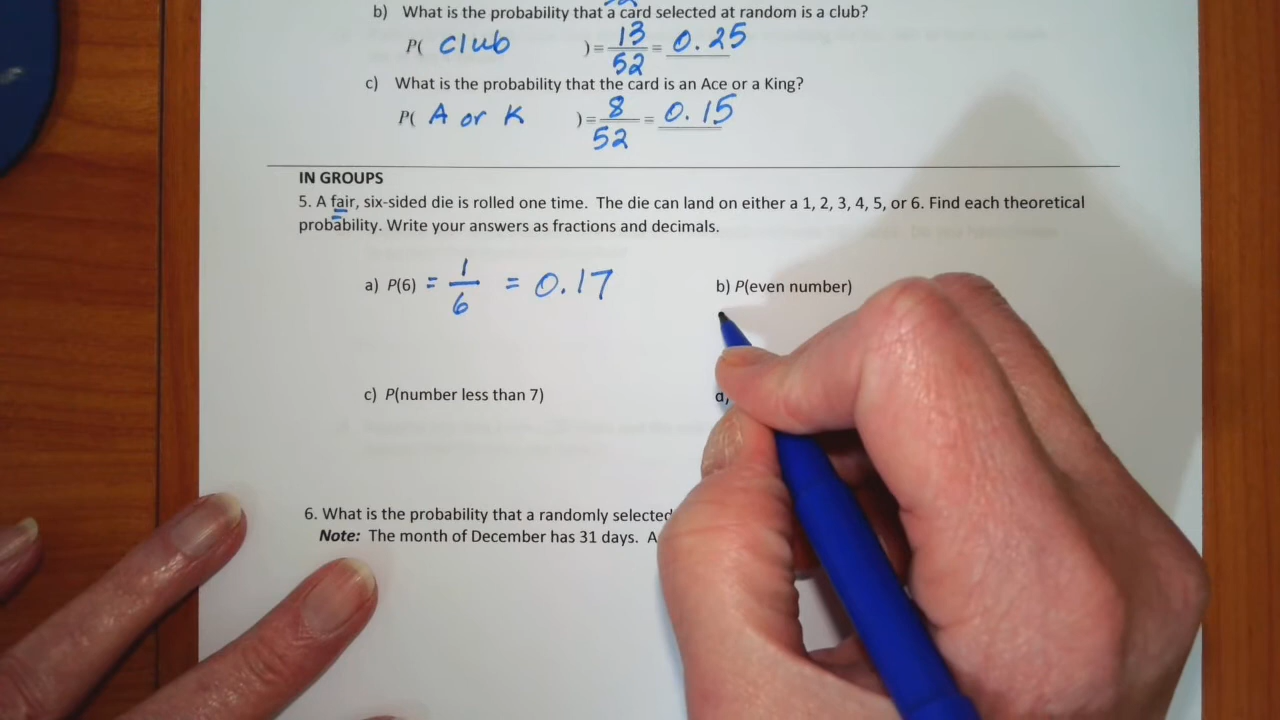 b) What is the probability that a card selected at random is a club?
P( club ) = 13/52 = 0.25
c) What is the probability that the card is an Ace or a King?
P( A or K ) = 8/52 = 0.15
IN GROUPS
5. A fair, six-sided die is rolled one time. The die can land on either a 1, 2, 3, 4, 5, or 6. Find each theoretical
probability. Write your answers as fractions and decimals.
a) P(6) = 1/6 = 0.17
b) P(even number)
c) P(number less than 7)
a)
6. What is the probability that a randomly selected
Note: The month of December has 31 days. A